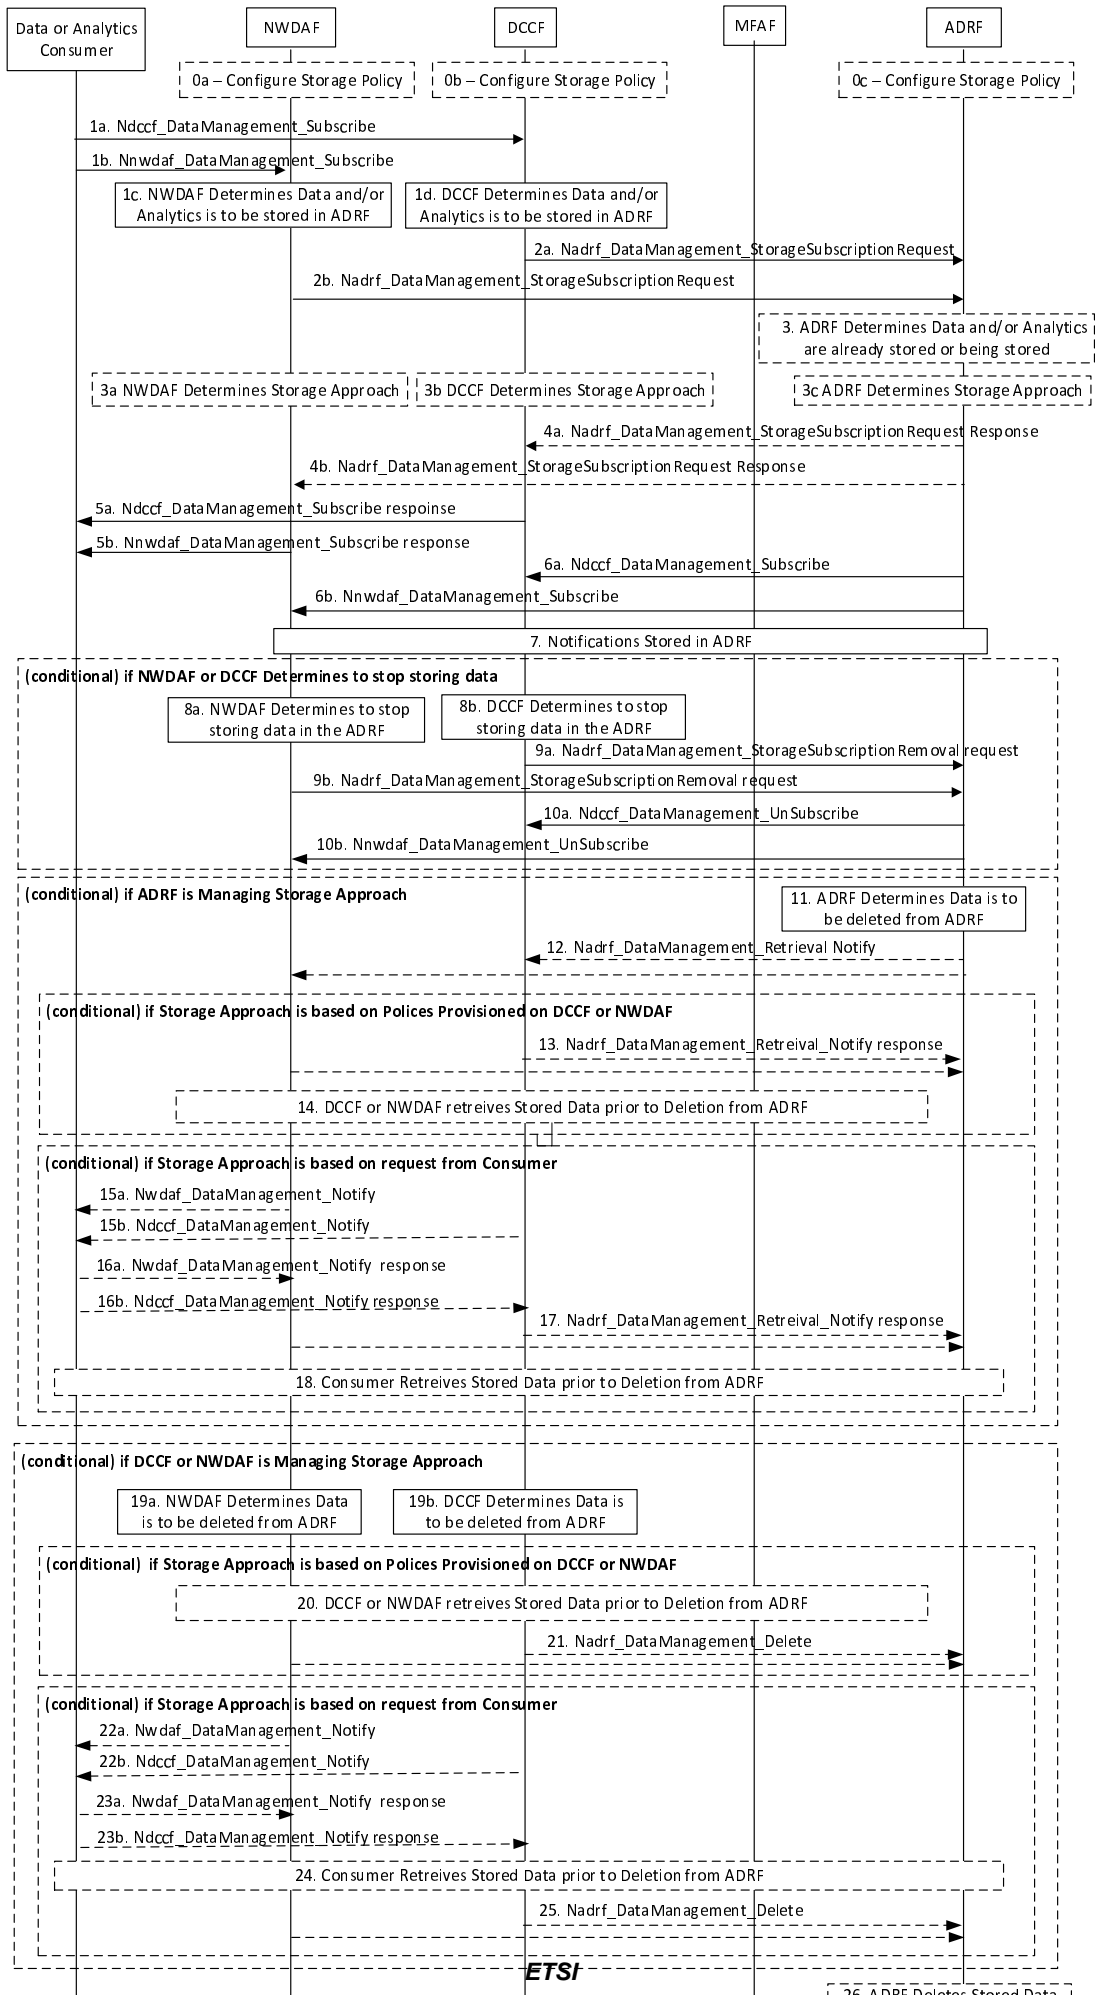 Data or Analytics
Consumer
NWDAF
DCCF
MFAF
ADRF
0a – Configure Storage Policy
0b – Configure Storage Policy
0c – Configure Storage Policy
1a. Ndccf_DataManagement_Subscribe
1b. Nnwdaf_DataManagement_Subscribe
1c. NWDAF Determines Data and/or
Analytics is to be stored in ADRF
1d. DCCF Determines Data and/or
Analytics is to be stored in ADRF
2a. Nadrf_DataManagement_StorageSubscriptionRequest
2b. Nadrf_DataManagement_StorageSubscriptionRequest
3. ADRF Determines Data and/or Analytics
are already stored or being stored
3a NWDAF Determines Storage Approach
3b DCCF Determines Storage Approach
3c ADRF Determines Storage Approach
4a. Nadrf_DataManagement_StorageSubscriptionRequest Response
4b. Nadrf_DataManagement_StorageSubscriptionRequest Response
5a. Ndccf_DataManagement_Subscribe respoinse
5b. Nnwdaf_DataManagement_Subscribe response
6a. Ndccf_DataManagement_Subscribe
6b. Nnwdaf_DataManagement_Subscribe
7. Notifications Stored in ADRF
(conditional) if NWDAF or DCCF Determines to stop storing data
8a. NWDAF Determines to stop
storing data in the ADRF
8b. DCCF Determines to stop
storing data in the ADRF
9a. Nadrf_DataManagement_StorageSubscriptionRemoval request
9b. Nadrf_DataManagement_StorageSubscriptionRemoval request
10a. Ndccf_DataManagement_UnSubscribe
10b. Nnwdaf_DataManagement_UnSubscribe
(conditional) if ADRF is Managing Storage Approach
11. ADRF Determines Data is to
be deleted from ADRF
12. Nadrf_DataManagement_Retrieval Notify
(conditional) if Storage Approach is based on Polices Provisioned on DCCF or NWDAF
13. Nadrf_DataManagement_Retreival_Notify response
14. DCCF or NWDAF retreives Stored Data prior to Deletion from ADRF
(conditional) if Storage Approach is based on request from Consumer
15a. Nwdaf_DataManagement_Notify
15b. Ndccf_DataManagement_Notify
16a. Nwdaf_DataManagement_Notify response
16b. Ndccf_DataManagement_Notify response
17. Nadrf_DataManagement_Retreival_Notify response
18. Consumer Retreives Stored Data prior to Deletion from ADRF
(conditional) if DCCF or NWDAF is Managing Storage Approach
19a. NWDAF Determines Data
is to be deleted from ADRF
19b. DCCF Determines Data is
to be deleted from ADRF
(conditional) if Storage Approach is based on Polices Provisioned on DCCF or NWDAF
20. DCCF or NWDAF retreives Stored Data prior to Deletion from ADRF
21. Nadrf_DataManagement_Delete
(conditional) if Storage Approach is based on request from Consumer
22a. Nwdaf_DataManagement_Notify
22b. Ndccf_DataManagement_Notify
23a. Nwdaf_DataManagement_Notify response
23b. Ndccf_DataManagement_Notify response
24. Consumer Retreives Stored Data prior to Deletion from ADRF
25. Nadrf_DataManagement_Delete
ETSI
26. ADRF Deletes Stored Data